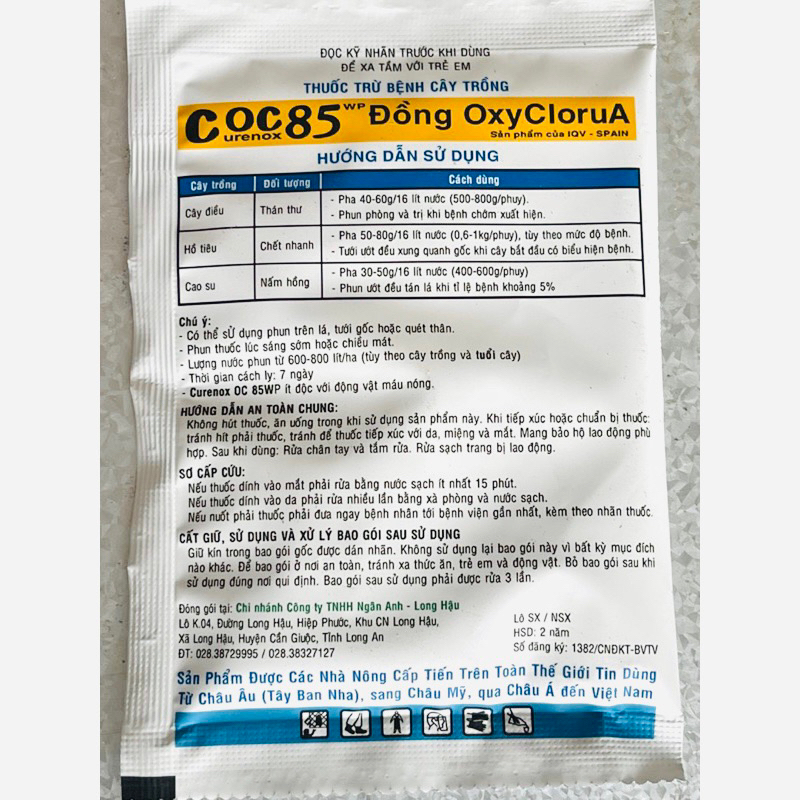 ĐỌC KỸ NHÃN TRƯỚC KHI DÙNG
ĐỂ XA TẦM VỚI TRẺ EM
THUỐC TRỪ BỆNH CÂY TRỒNG
Curenox OC85 WP Đồng OxyCloruA
Sản phẩm của IQV - SPAIN
HƯỚNG DẪN SỬ DỤNG
Cây trồng Đối tượng Cách dùng
Cây điều Thán thư - Pha 40-60g/16 lít nước (500-800g/phuy).
- Phun phòng và trị khi bệnh chớm xuất hiện.
Hồ tiêu Chết nhanh - Pha 50-80g/16 lít nước (0,6-1kg/phuy), tùy theo mức độ bệnh.
- Tưới ướt đều xung quanh gốc khi cây bắt đầu có biểu hiện bệnh.
Cao su Nấm hồng - Pha 30-50g/16 lít nước (400-600g/phuy)
- Phun ướt đều tán lá khi tỉ lệ bệnh khoảng 5%
Chú ý:
- Có thể sử dụng phun trên lá, tưới gốc hoặc quét thân.
- Phun thuốc lúc sáng sớm hoặc chiều mát.
- Lượng nước phun từ 600-800 lít/ha (tùy theo cây trồng và tuổi cây)
- Thời gian cách ly: 7 ngày
- Curenox OC 85WP ít độc với động vật máu nóng.
HƯỚNG DẪN AN TOÀN CHUNG:
Không hút thuốc, ăn uống trong khi sử dụng sản phẩm này. Khi tiếp xúc hoặc chuẩn bị thuốc:
tránh hít phải thuốc, tránh để thuốc tiếp xúc với da, miệng và mắt. Mang bảo hộ lao động phù
hợp. Sau khi dùng: Rửa chân tay và tắm rửa. Rửa sạch trang bị lao động.
SƠ CẤP CỨU:
Nếu thuốc dính vào mắt phải rửa bằng nước sạch ít nhất 15 phút.
Nếu thuốc dính vào da phải rửa nhiều lần bằng xà phòng và nước sạch.
Nếu nuốt phải thuốc phải đưa ngay bệnh nhân tới bệnh viện gần nhất, kèm theo nhãn thuốc.
CẤT GIỮ, SỬ DỤNG VÀ XỬ LÝ BAO GÓI SAU SỬ DỤNG
Giữ kín trong bao gói gốc được dán nhãn. Không sử dụng lại bao gói này vì bất kỳ mục đích
nào khác. Để bao gói ở nơi an toàn, tránh xa thức ăn, trẻ em và động vật. Bỏ bao gói sau khi
sử dụng đúng nơi qui định. Bao gói sau sử dụng phải được rửa 3 lần.
Đóng gói tại: Chi nhánh Công ty TNHH Ngân Anh - Long Hậu
Lô K.04, Đường Long Hậu, Hiệp Phước, Khu CN Long Hậu,
Xã Long Hậu, Huyện Cần Giuộc, Tỉnh Long An
ĐT: 028.38729995 / 028.38327127
Lô SX / NSX
HSD: 2 năm
Số đăng ký: 1382/CNĐKT-BVTV
Sản Phẩm Được Các Nhà Nông Cấp Tiến Trên Toàn Thế Giới Tin Dùng
Từ Châu Âu (Tây Ban Nha), sang Châu Mỹ, qua Châu Á đến Việt Nam